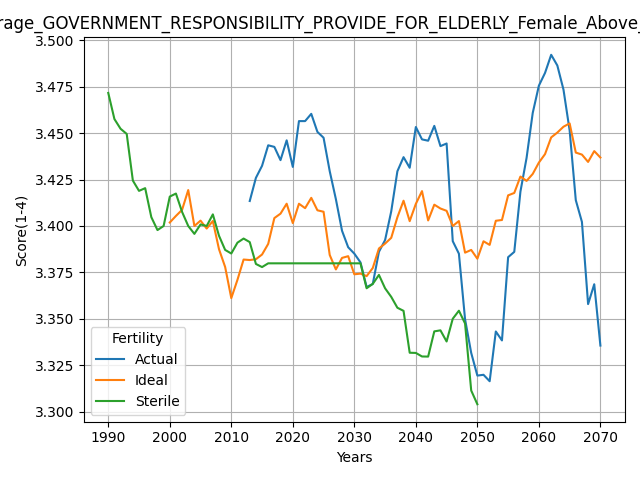 rage_GOVERNMENT_RESPONSIBILITY_PROVIDE_FOR_ELDERLY_Female_Above_
3.500
3.475
3.450
3.425
3.400
3.375
3.350
3.325
3.300
Score(1-4)
Fertility
Actual
Ideal
Sterile
1990 2000 2010 2020 2030 2040 2050 2060 2070
Years